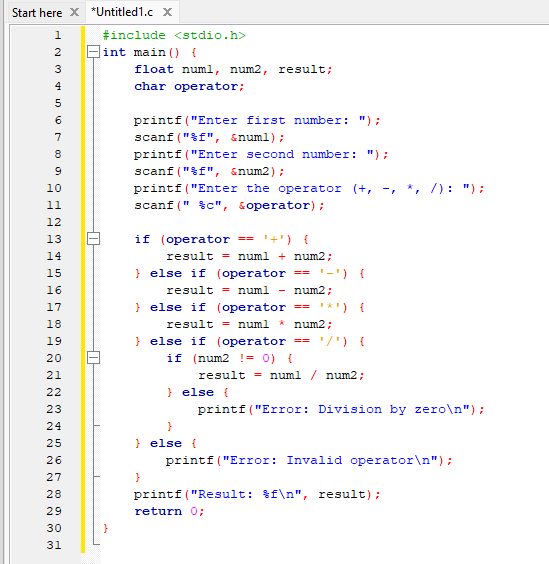 Start here X *Untitled1.c X
1 #include <stdio.h>
2 int main() {
3 float num1, num2, result;
4 char operator;
5
6 printf("Enter first number: ");
7 scanf("%f", &num1);
8 printf("Enter second number: ");
9 scanf("%f", &num2);
10 printf("Enter the operator (+, -, *, /): ");
11 scanf(" %c", &operator);
12
13 if (operator == '+') {
14 result = num1 + num2;
15 } else if (operator == '-') {
16 result = num1 - num2;
17 } else if (operator == '*') {
18 result = num1 * num2;
19 } else if (operator == '/') {
20 if (num2 != 0) {
21 result = num1 / num2;
22 } else {
23 printf("Error: Division by zero\n");
24 }
25 } else {
26 printf("Error: Invalid operator\n");
27 }
28 printf("Result: %f\n", result);
29 return 0;
30 }
31